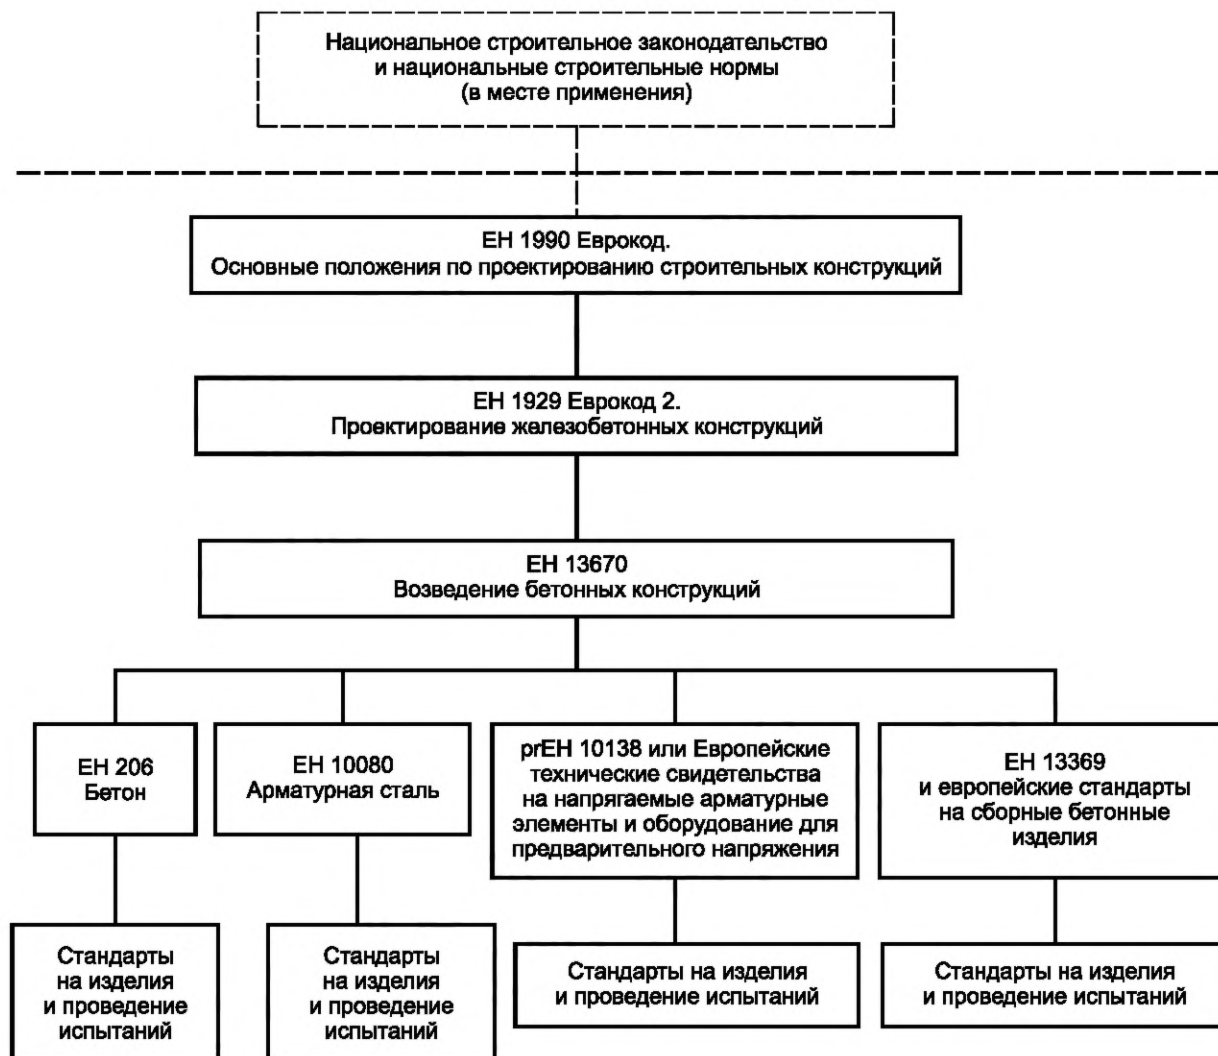 Национальное строительное законодательство
и национальные строительные нормы
(в месте применения)
ЕН 1990 Еврокод.
Основные положения по проектированию строительных конструкций
ЕН 1929 Еврокод 2.
Проектирование железобетонных конструкций
ЕН 13670
Возведение бетонных конструкций
ЕН 206
Бетон
ЕН 10080
Арматурная сталь
prЕН 10138 или Европейские
технические свидетельства
на напрягаемые арматурные
элементы и оборудование для
предварительного напряжения
ЕН 13369
и европейские стандарты
на сборные бетонные
изделия
Стандарты
на изделия
и проведение
испытаний
Стандарты
на изделия
и проведение
испытаний
Стандарты на изделия
и проведение испытаний
Стандарты на изделия
и проведение испытаний